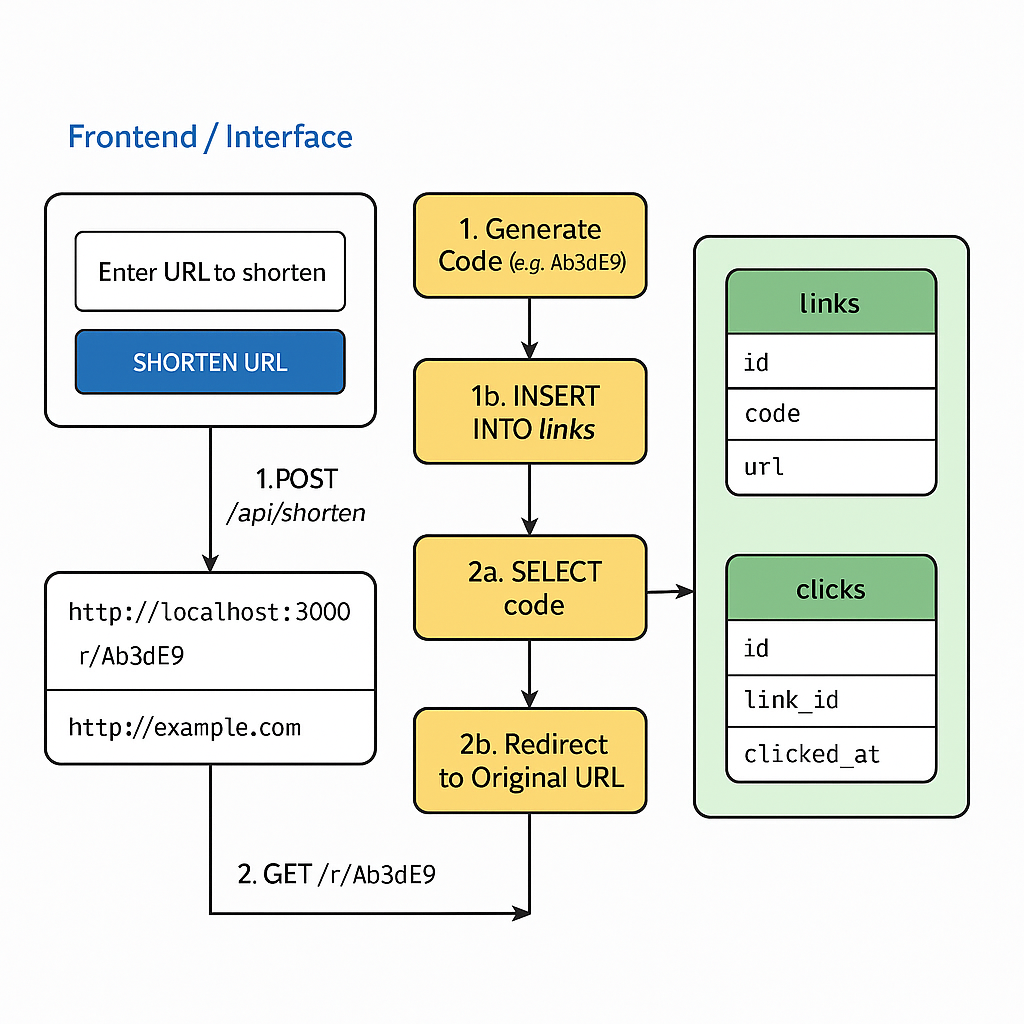 Frontend / Interface
Enter URL to shorten
SHORTEN URL
1.POST
/api/shorten
http://localhost:3000
r/Ab3dE9
http://example.com
2. GET /r/Ab3dE9
1. Generate
Code (e.g. Ab3dE9)
1b. INSERT
INTO links
2a. SELECT
code
2b. Redirect
to Original URL
links
id
code
url
clicks
id
link_id
clicked_at